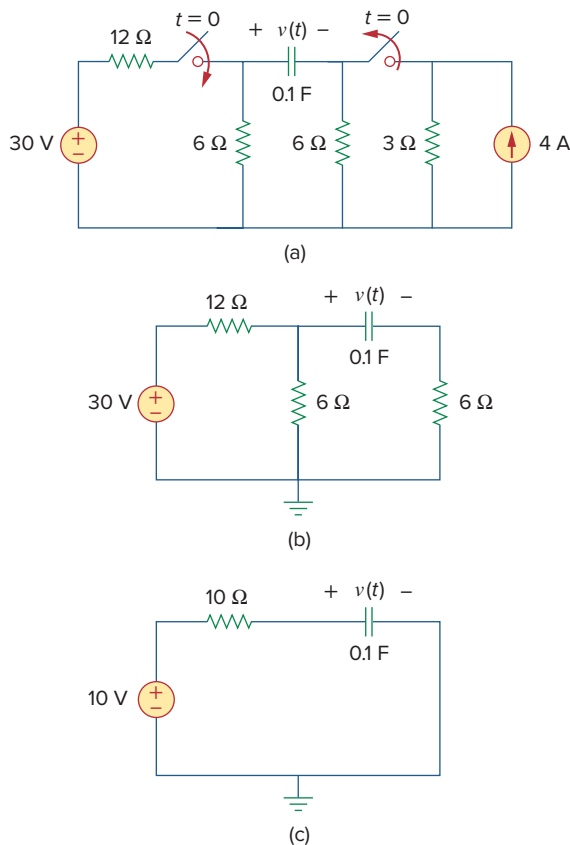 t = 0
t = 0
12 Ω
+ v(t) −
0.1 F
30 V
+
−
6 Ω
6 Ω
3 Ω
4 A
(a)
12 Ω
+ v(t) −
0.1 F
30 V
+
−
6 Ω
6 Ω
(b)
10 Ω
+ v(t) −
0.1 F
10 V
+
−
(c)